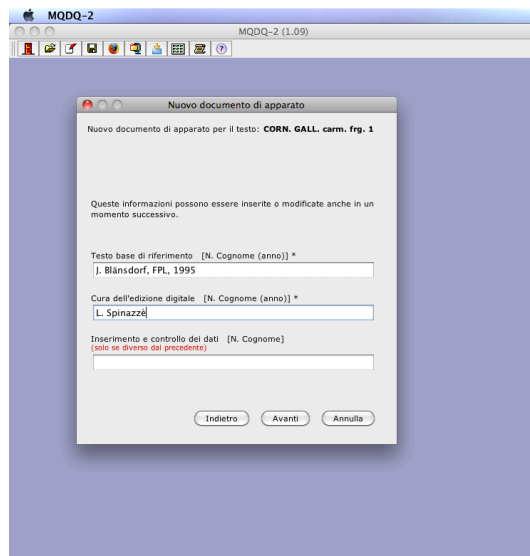 MQDQ-2
MQDQ-2 (1.09)
Nuovo documento di apparato
Nuovo documento di apparato per il testo: CORN. GALL. carm. frg. 1
Queste informazioni possono essere inserite o modificate anche in un
momento successivo.
Testo base di riferimento [N. Cognome (anno)] *
J. Blänsdorf, FPL, 1995
Cura dell'edizione digitale [N. Cognome (anno)] *
L. Spinazzè
Inserimento e controllo dei dati [N. Cognome]
(solo se diverso dal precedente)
Indietro Avanti Annulla